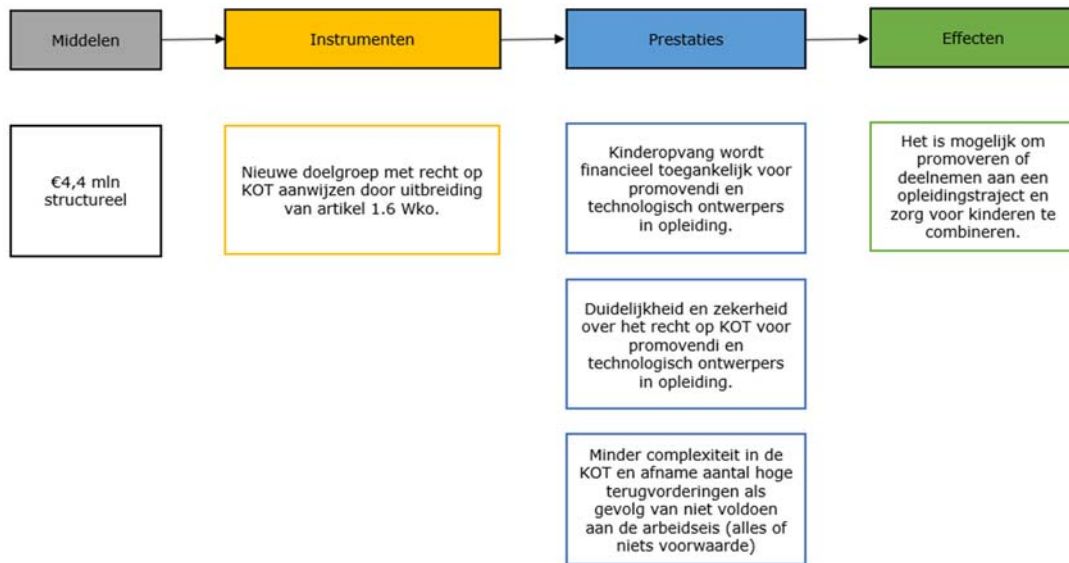 Middelen
Instrumenten
Prestaties
Effecten
€4,4 mln
structureel
Nieuwe doelgroep met recht op
KOT aanwijzen door uitbreiding
van artikel 1.6 Wko.
Kinderopvang wordt
financieel toegankelijk voor
promovendi en
technologisch ontwerpers
in opleiding.
Duidelijkheid en zekerheid
over het recht op KOT voor
promovendi en
technologisch ontwerpers
in opleiding.
Minder complexiteit in de
KOT en afname aantal hoge
terugvorderingen als
gevolg van niet voldoen
aan de arbeidseis (alles of
niets voorwaarde)
Het is mogelijk om
promoveren of
deelnemen aan een
opleidingstraject en
zorg voor kinderen te
combineren.